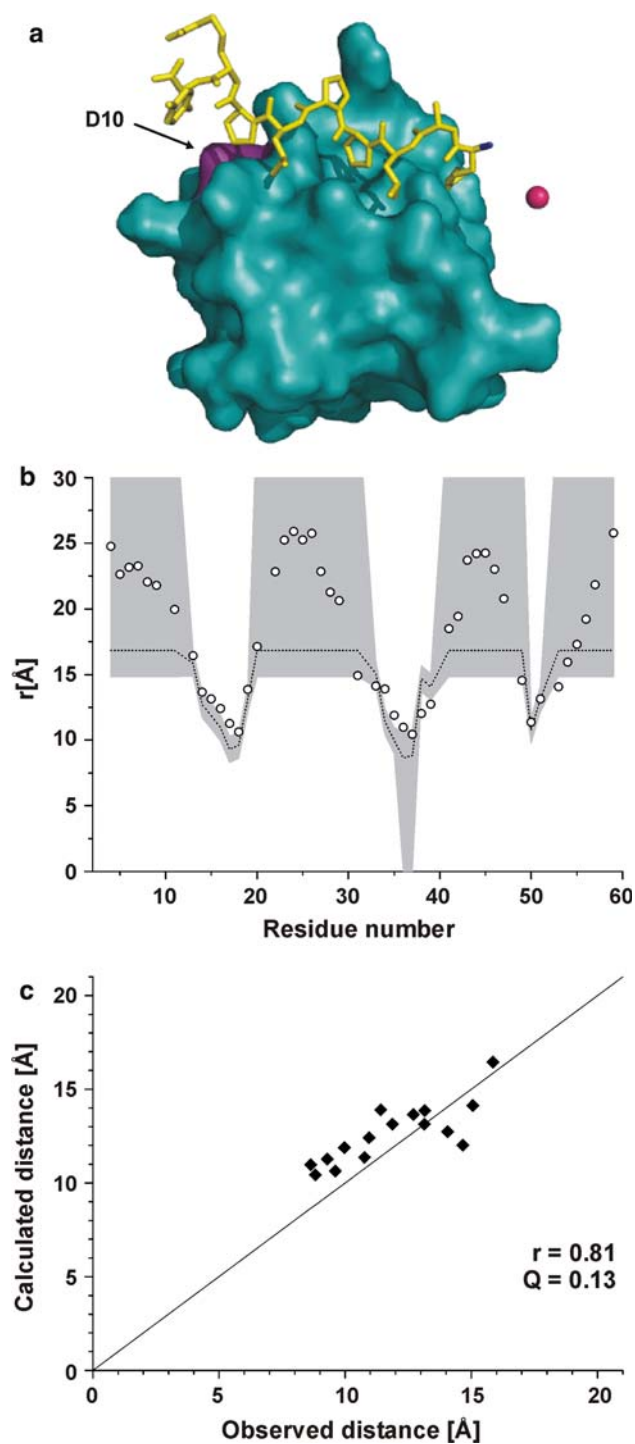 a
D10
b
30
25
20
15
10
5
0
r[Å]
10 20 30 40 50 60
Residue number
c
20
15
10
5
0
Calculated distance [Å]
r = 0.81
Q = 0.13
0 5 10 15 20
Observed distance [Å]